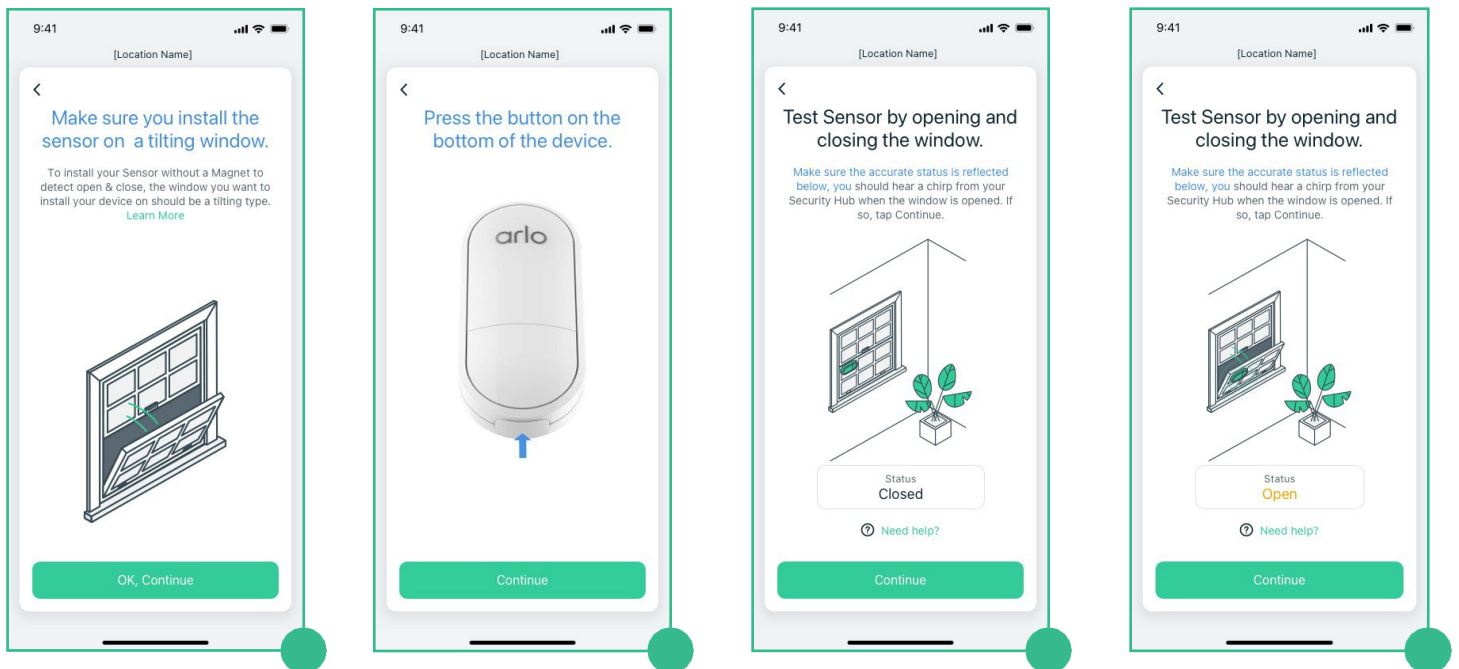 9:41
[Location Name]
Make sure you install the
sensor on a tilting window.
To install your Sensor without a Magnet to
detect open & close, the window you want to
install your device on should be a tilting type.
Learn More
OK, Continue
9:41
[Location Name]
Press the button on the
bottom of the device.
arlo
Continue
9:41
[Location Name]
Test Sensor by opening and
closing the window.
Make sure the accurate status is reflected
below, you should hear a chirp from your
Security Hub when the window is opened. If
so, tap Continue.
Status
Closed
? Need help?
Continue
9:41
[Location Name]
Test Sensor by opening and
closing the window.
Make sure the accurate status is reflected
below, you should hear a chirp from your
Security Hub when the window is opened. If
so, tap Continue.
Status
Open
? Need help?
Continue